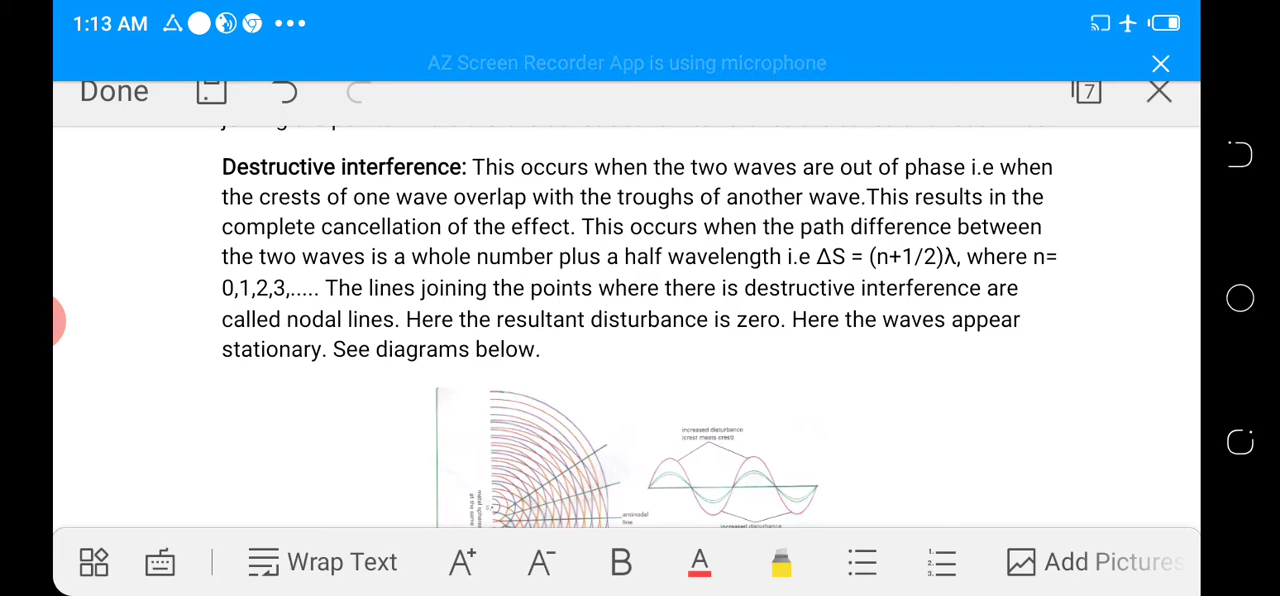 1:13 AM
AZ Screen Recorder App is using microphone
Done
7
Destructive interference: This occurs when the two waves are out of phase i.e when
the crests of one wave overlap with the troughs of another wave.This results in the
complete cancellation of the effect. This occurs when the path difference between
the two waves is a whole number plus a half wavelength i.e ΔS = (n+1/2)λ, where n=
0,1,2,3,..... The lines joining the points where there is destructive interference are
called nodal lines. Here the resultant disturbance is zero. Here the waves appear
stationary. See diagrams below.
increased disturbance
(crest meets crest)
antinodal
line
increased disturbance
Wrap Text
A+
A-
B
A
Add Pictures